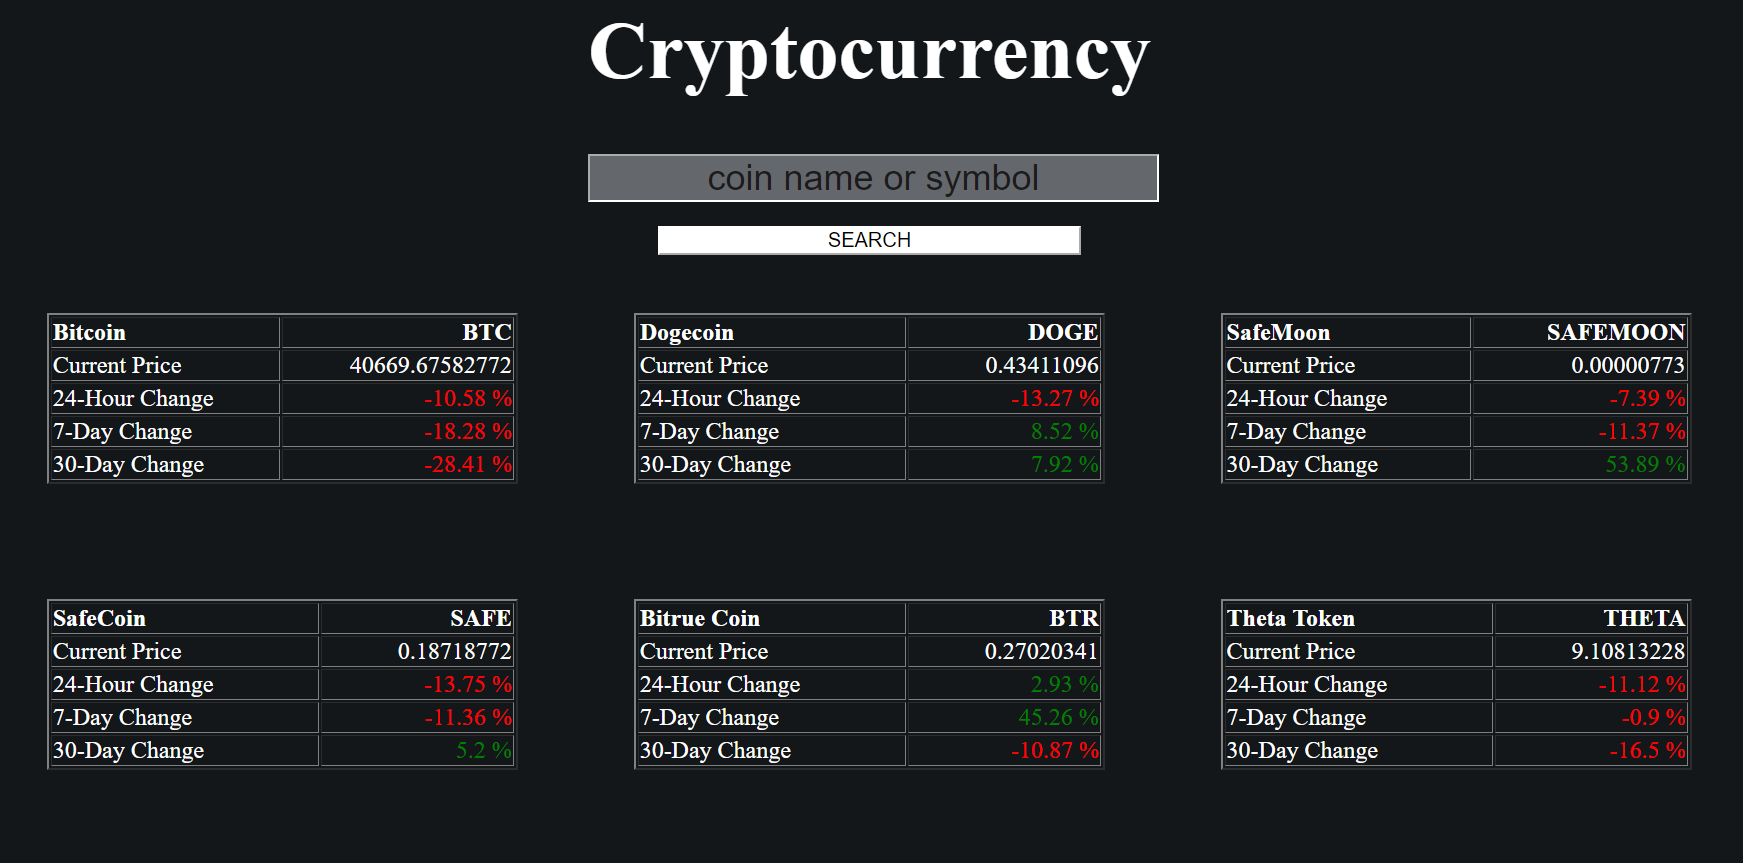 Cryptocurrency
coin name or symbol
SEARCH
Bitcoin BTC
Current Price 40669.67582772
24-Hour Change -10.58 %
7-Day Change -18.28 %
30-Day Change -28.41 %
Dogecoin DOGE
Current Price 0.43411096
24-Hour Change -13.27 %
7-Day Change 8.52 %
30-Day Change 7.92 %
SafeMoon SAFEMOON
Current Price 0.00000773
24-Hour Change -7.39 %
7-Day Change -11.37 %
30-Day Change 53.89 %
SafeCoin SAFE
Current Price 0.18718772
24-Hour Change -13.75 %
7-Day Change -11.36 %
30-Day Change 5.2 %
Bitrue Coin BTR
Current Price 0.27020341
24-Hour Change 2.93 %
7-Day Change 45.26 %
30-Day Change -10.87 %
Theta Token THETA
Current Price 9.10813228
24-Hour Change -11.12 %
7-Day Change -0.9 %
30-Day Change -16.5 %